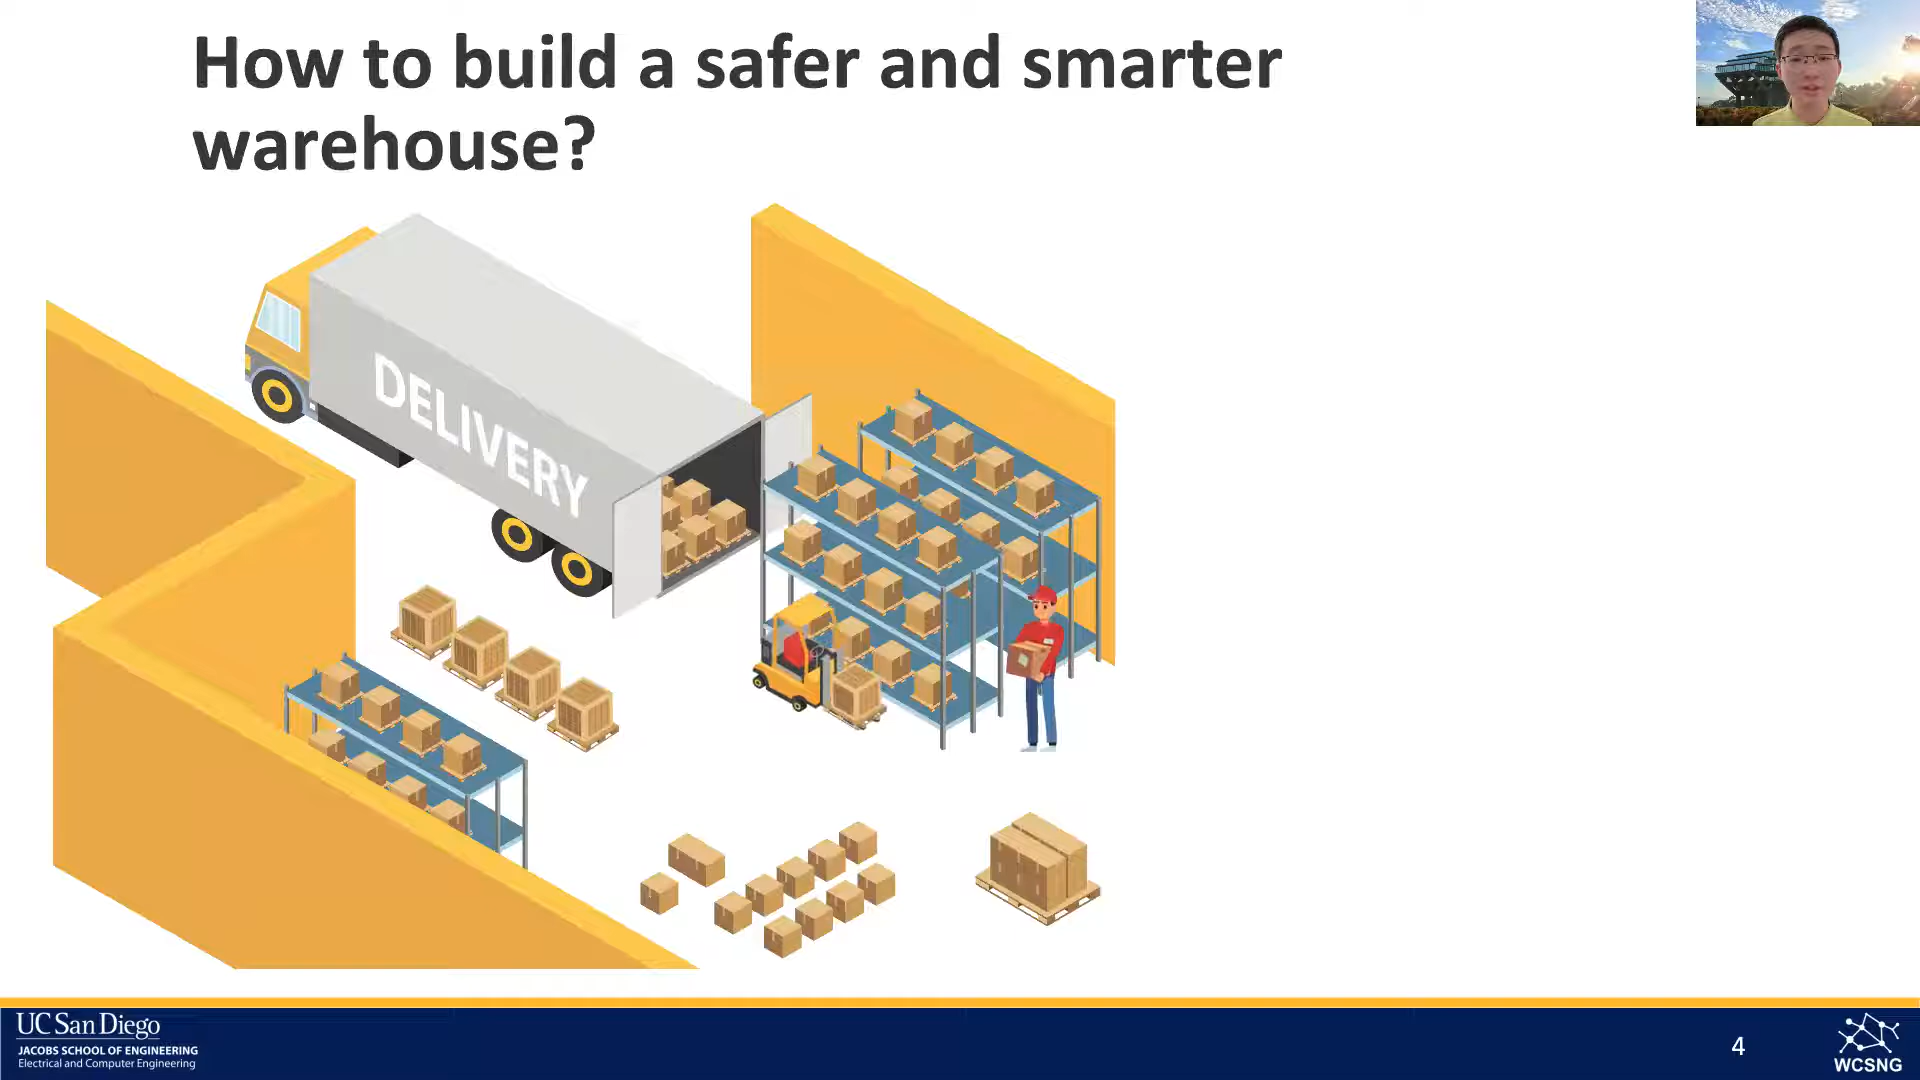 How to build a safer and smarter
warehouse?
DELIVERY
UC San Diego
JACOBS SCHOOL OF ENGINEERING
Electrical and Computer Engineering
4
WCSNG